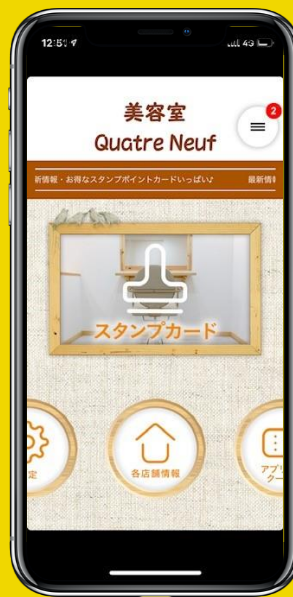 12:51
4G
美容室
2
Quatre Neuf
新情報・お得なスタンプポイントカードいっぱい♪
最新情
スタンプカード
定
各店舗情報
アプリ
クー